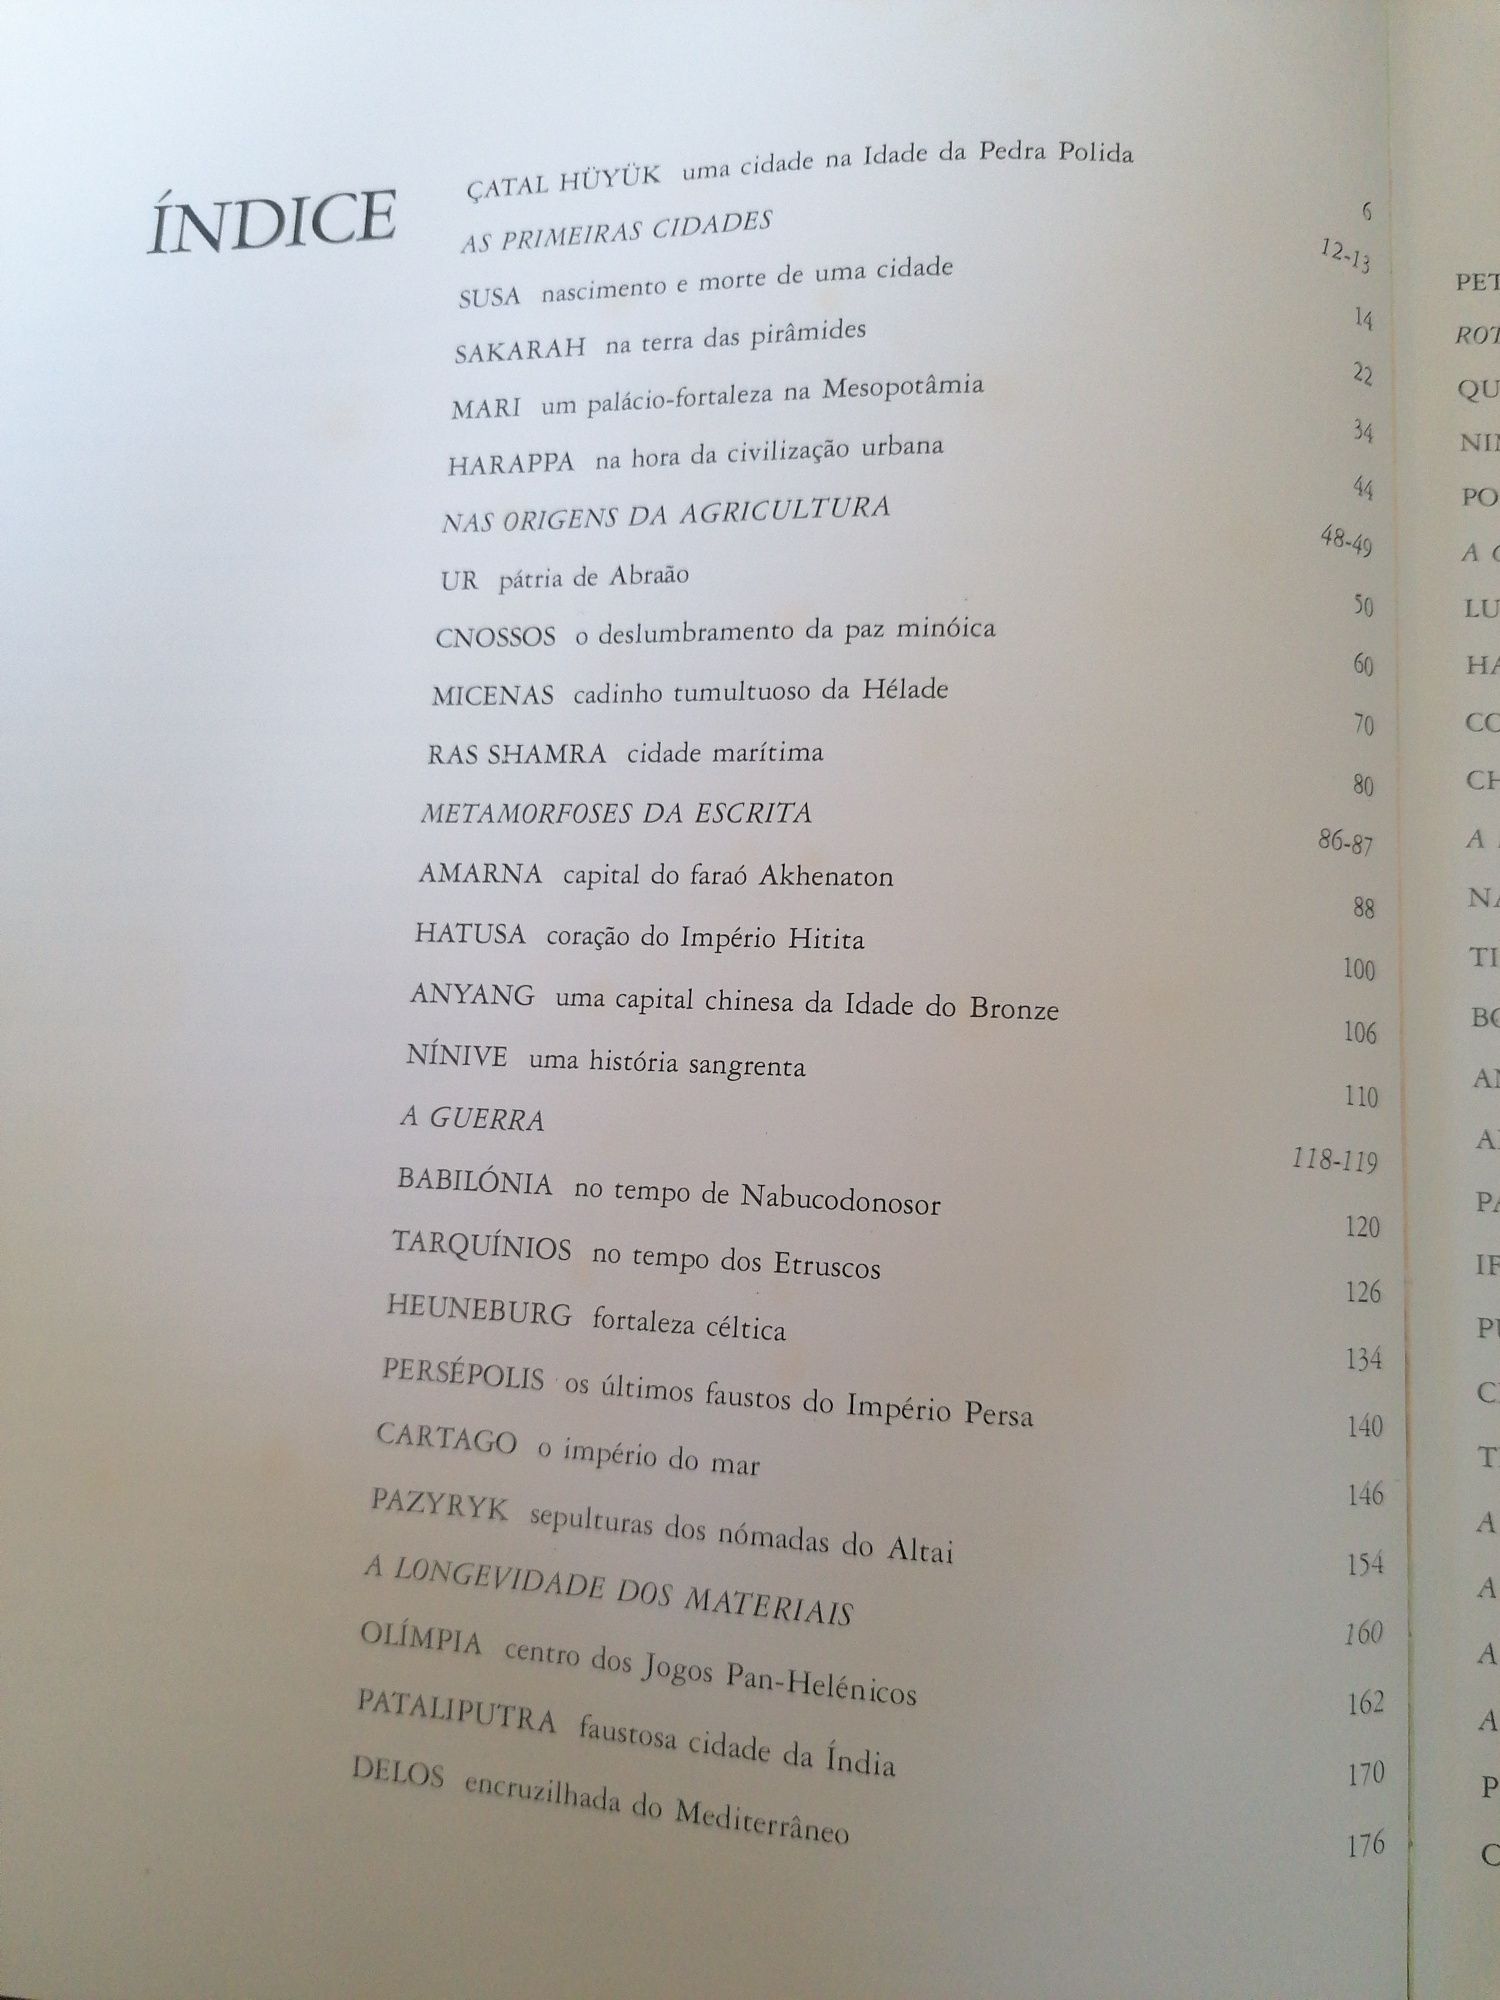 ÍNDICE
ÇATAL HÜYÜK uma cidade na Idade da Pedra Polida 6
AS PRIMEIRAS CIDADES 12-13
SUSA nascimento e morte de uma cidade 14
SAKARAH na terra das pirâmides 22
MARI um palácio-fortaleza na Mesopotâmia 34
HARAPPA na hora da civilização urbana 44
NAS ORIGENS DA AGRICULTURA 48-49
UR pátria de Abraão 50
CNOSSOS o deslumbramento da paz minóica 60
MICENAS cadinho tumultuoso da Hélade 70
RAS SHAMRA cidade marítima 80
METAMORFOSES DA ESCRITA 86-87
AMARNA capital do faraó Akhenaton 88
HATUSA coração do Império Hitita 100
ANYANG uma capital chinesa da Idade do Bronze 106
NÍNIVE uma história sangrenta 110
A GUERRA 118-119
BABILÓNIA no tempo de Nabucodonosor 120
TARQUÍNIOS no tempo dos Etruscos 126
HEUNEBURG fortaleza céltica 134
PERSÉPOLIS os últimos faustos do Império Persa 140
CARTAGO o império do mar 146
PAZYRYK sepulturas dos nómadas do Altai 154
A LONGEVIDADE DOS MATERIAIS 160
OLÍMPIA centro dos Jogos Pan-Helénicos 162
PATALIPUTRA faustosa cidade da Índia 170
DELOS encruzilhada do Mediterrâneo 176